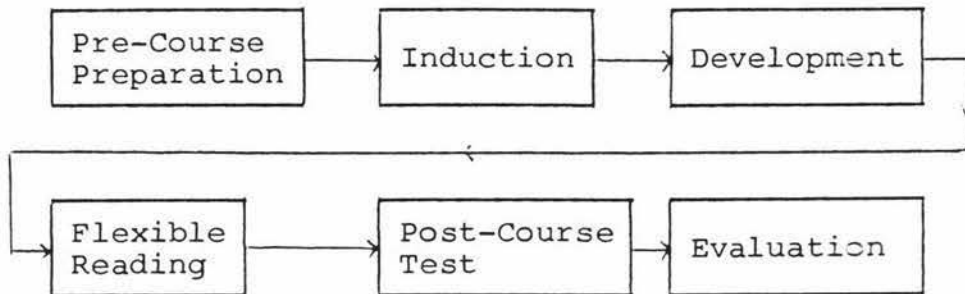 Pre-Course
Preparation
Induction
Development
Flexible
Reading
Post-Course
Test
Evaluation